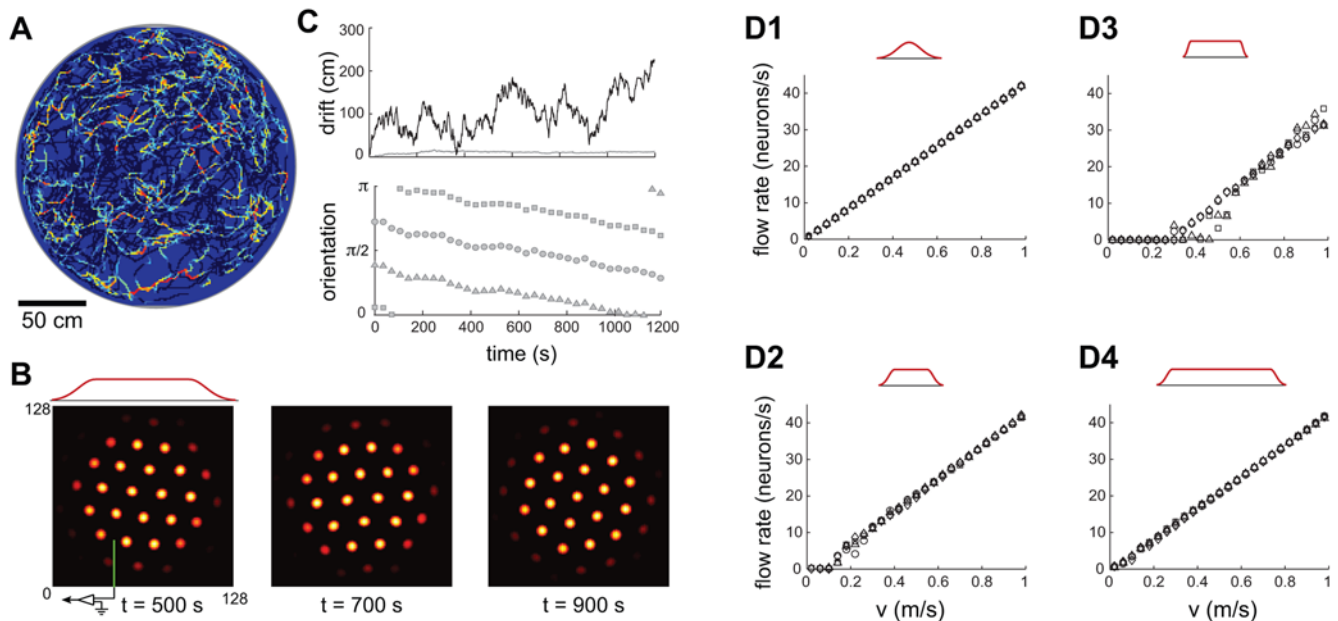 A
50 cm
B
128
0
128
t = 500 s
t = 700 s
t = 900 s
C
drift (cm)
300
200
100
0
orientation
π
π/2
0
0
200
400
600
800
1000
1200
time (s)
D1
flow rate (neurons/s)
40
30
20
10
0
0
0.2
0.4
0.6
0.8
1
D3
40
30
20
10
0
0
0.2
0.4
0.6
0.8
1
D2
flow rate (neurons/s)
40
30
20
10
0
0
0.2
0.4
0.6
0.8
1
v (m/s)
D4
40
30
20
10
0
0
0.2
0.4
0.6
0.8
1
v (m/s)